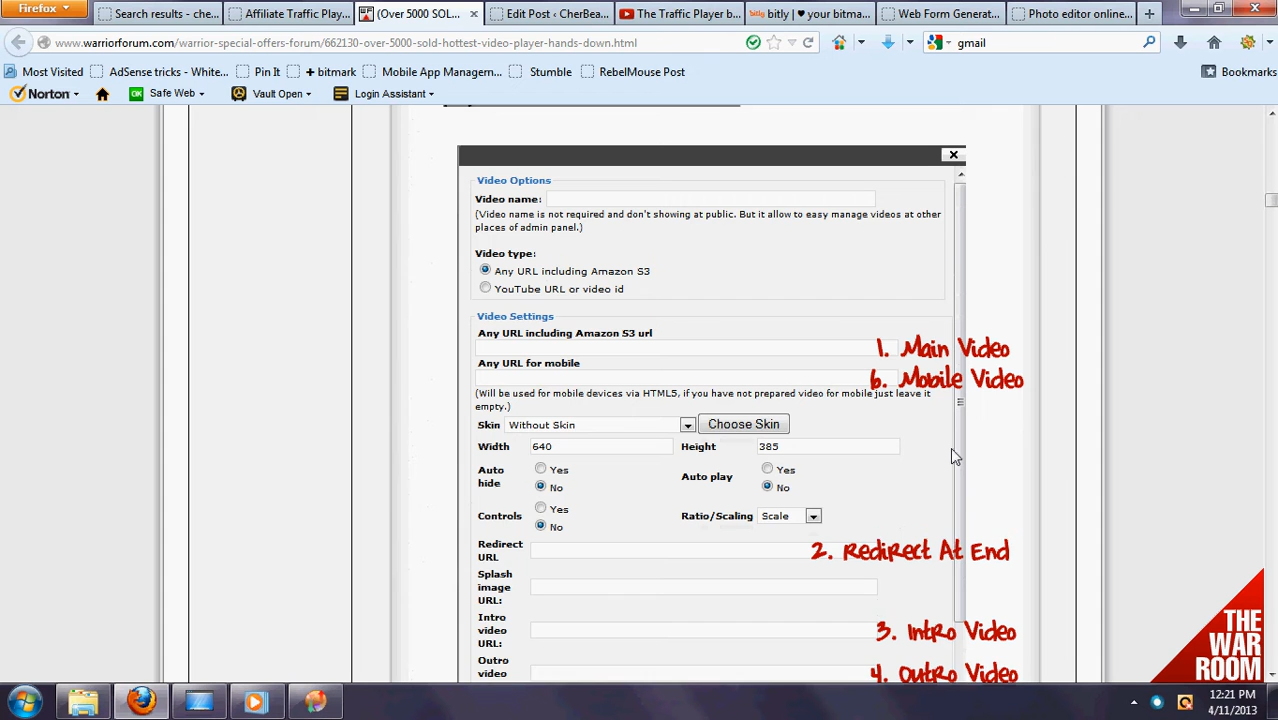 Firefox
Search results - che...
Affiliate Traffic Play...
(Over 5000 SOL...
Edit Post ‹ CherBea...
The Traffic Player b...
bitly | ♥ your bitma...
Web Form Generat...
Photo editor online...
www.warriorforum.com/warrior-special-offers-forum/662130-over-5000-sold-hottest-video-player-hands-down.html
gmail
Most Visited
AdSense tricks - White...
Pin It
+ bitmark
Mobile App Managem...
Stumble
RebelMouse Post
Bookmarks
Norton
Safe Web
Vault Open
Login Assistant
Video Options
Video name:
(Video name is not required and don't showing at public. But it allow to easy manage videos at other
places of admin panel.)
Video type:
Any URL including Amazon S3
YouTube URL or video id
Video Settings
Any URL including Amazon S3 url
1. Main Video
Any URL for mobile
6. Mobile Video
(Will be used for mobile devices via HTML5, if you have not prepared video for mobile just leave it
empty.)
Skin Without Skin Choose Skin
Width 640 Height 385
Auto hide Yes No
Auto play Yes No
Controls Yes No
Ratio/Scaling Scale
Redirect URL
2. Redirect At End
Splash image URL:
Intro video URL:
3. Intro Video
Outro video
4. Outro Video
THE
WAR
ROOM
12:21 PM
4/11/2013